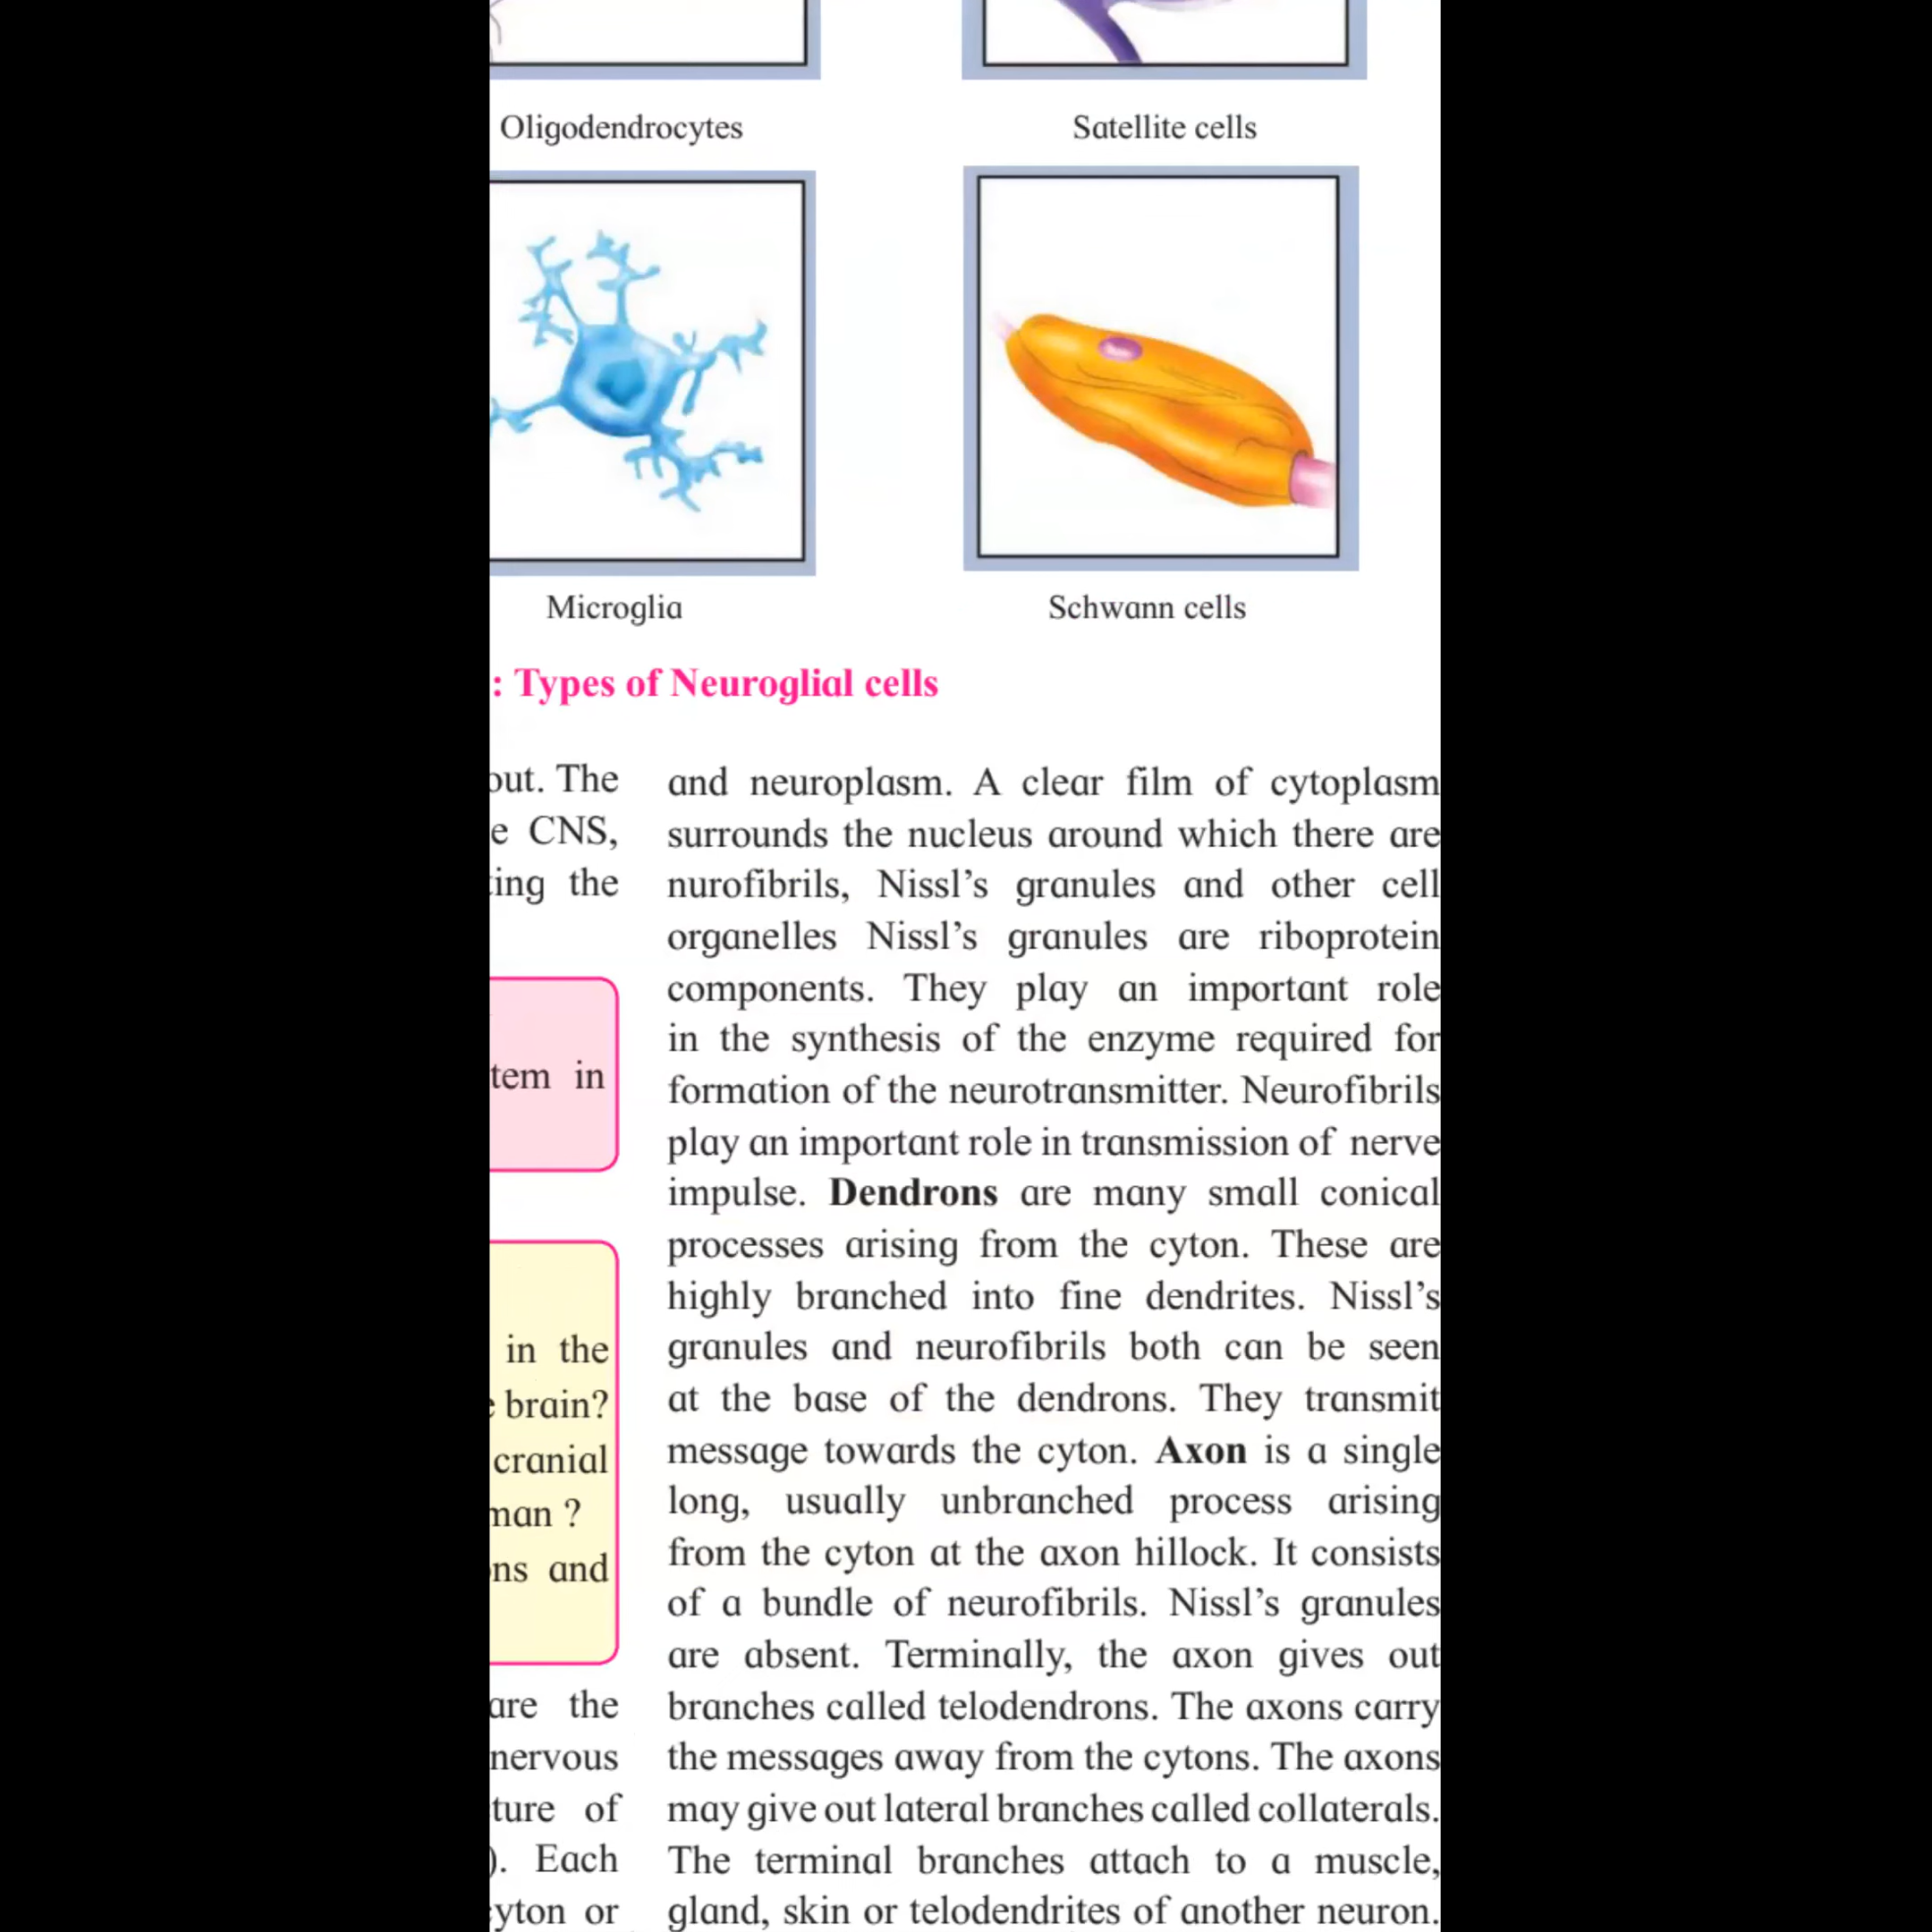 Oligodendrocytes
Satellite cells
Microglia
Schwann cells
: Types of Neuroglial cells
out. The
CNS,
the
tem in
in the
brain?
cranial
man ?
and
are the
nervous
ture of
). Each
or
and neuroplasm. A clear film of cytoplasm
surrounds the nucleus around which there are
nurofibrils, Nissl’s granules and other cell
organelles Nissl’s granules are riboprotein
components. They play an important role
in the synthesis of the enzyme required for
formation of the neurotransmitter. Neurofibrils
play an important role in transmission of nerve
impulse. Dendrons are many small conical
processes arising from the cyton. These are
highly branched into fine dendrites. Nissl’s
granules and neurofibrils both can be seen
at the base of the dendrons. They transmit
message towards the cyton. Axon is a single
long, usually unbranched process arising
from the cyton at the axon hillock. It consists
of a bundle of neurofibrils. Nissl’s granules
are absent. Terminally, the axon gives out
branches called telodendrons. The axons carry
the messages away from the cytons. The axons
may give out lateral branches called collaterals.
The terminal branches attach to a muscle,
gland, skin or telodendrites of another neuron.